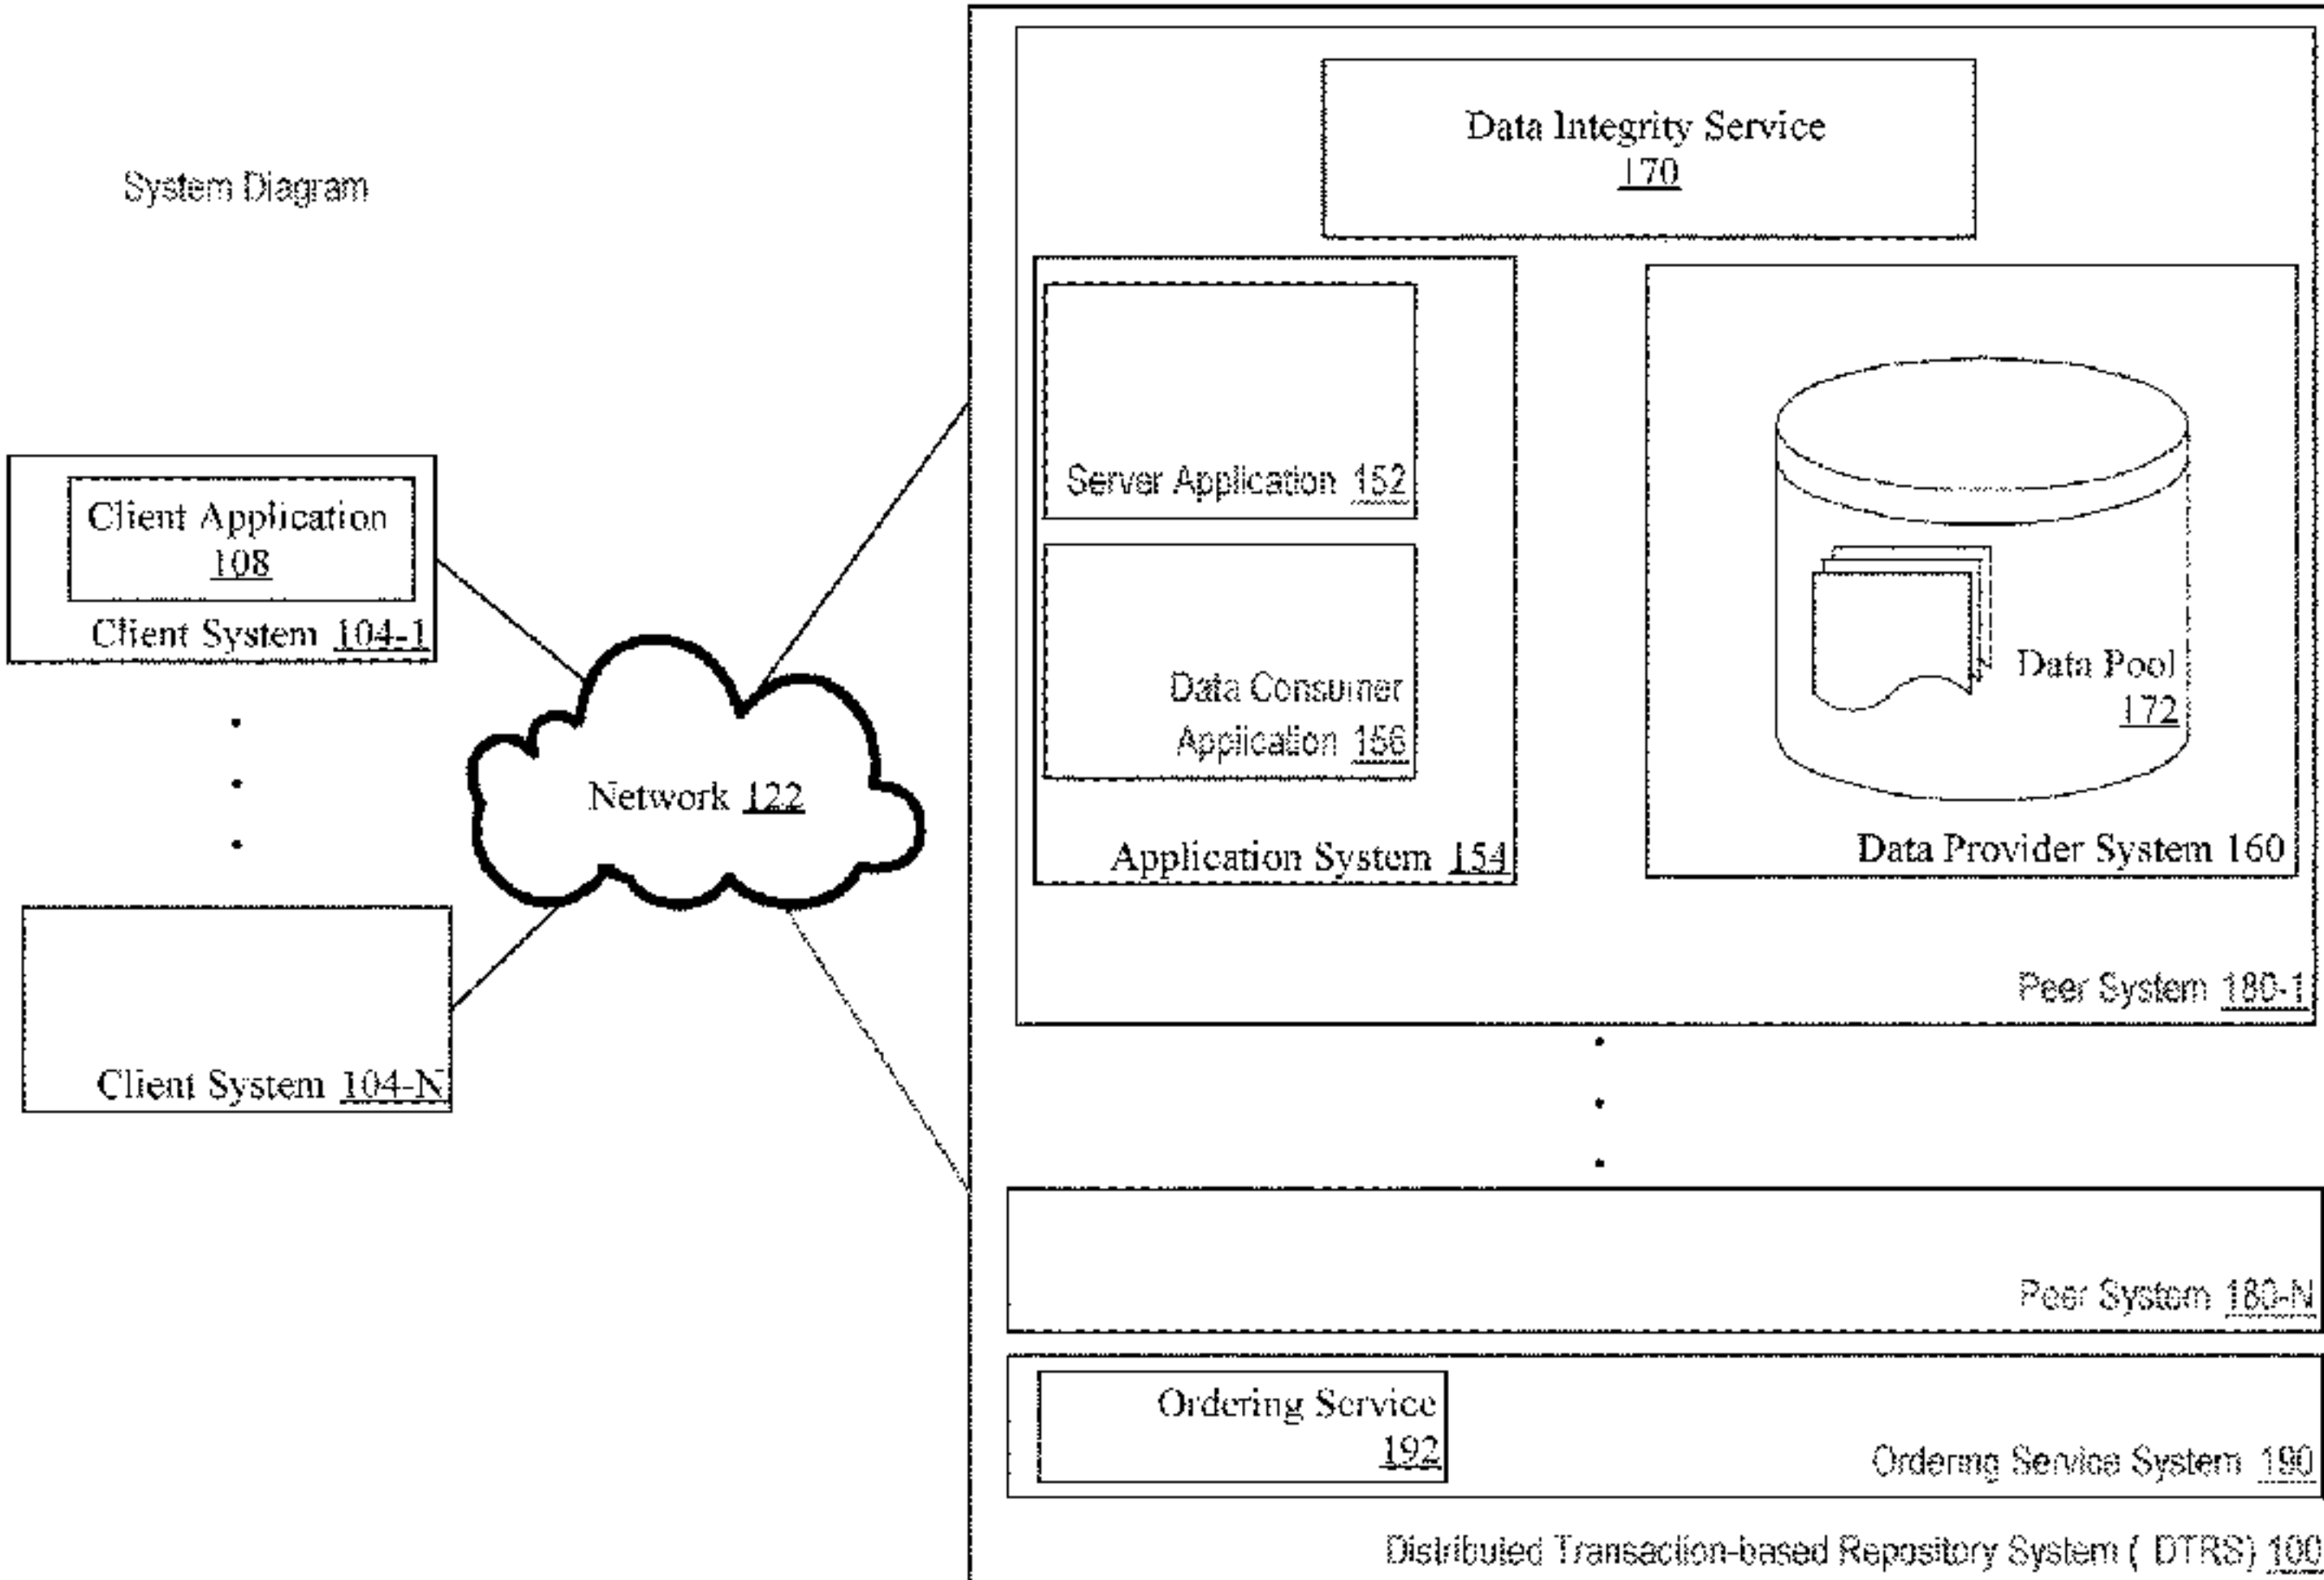 System Diagram
Client Application
108
Client System 104-1
Client System 104-N
Network 122
Data Integrity Service
170
Server Application 152
Data Consumer
Application 156
Application System 154
Data Pool
172
Data Provider System 160
Peer System 180-1
Peer System 180-N
Ordering Service
192
Ordering Service System 190
Distributed Transaction-based Repository System ( DTRS) 100